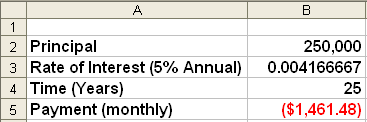 A B
1
2 Principal 250,000
3 Rate of Interest (5% Annual) 0.004166667
4 Time (Years) 25
5 Payment (monthly) ($1,461.48)